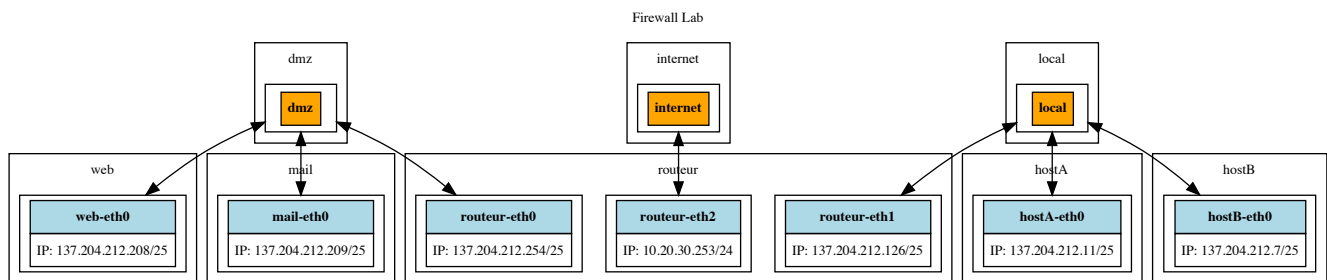 Firewall Lab
dmz
internet
local
dmz
internet
local
web
mail
routeur
hostA
hostB
web-eth0
mail-eth0
routeur-eth0
routeur-eth2
routeur-eth1
hostA-eth0
hostB-eth0
IP: 137.204.212.208/25
IP: 137.204.212.209/25
IP: 137.204.212.254/25
IP: 10.20.30.253/24
IP: 137.204.212.126/25
IP: 137.204.212.11/25
IP: 137.204.212.7/25